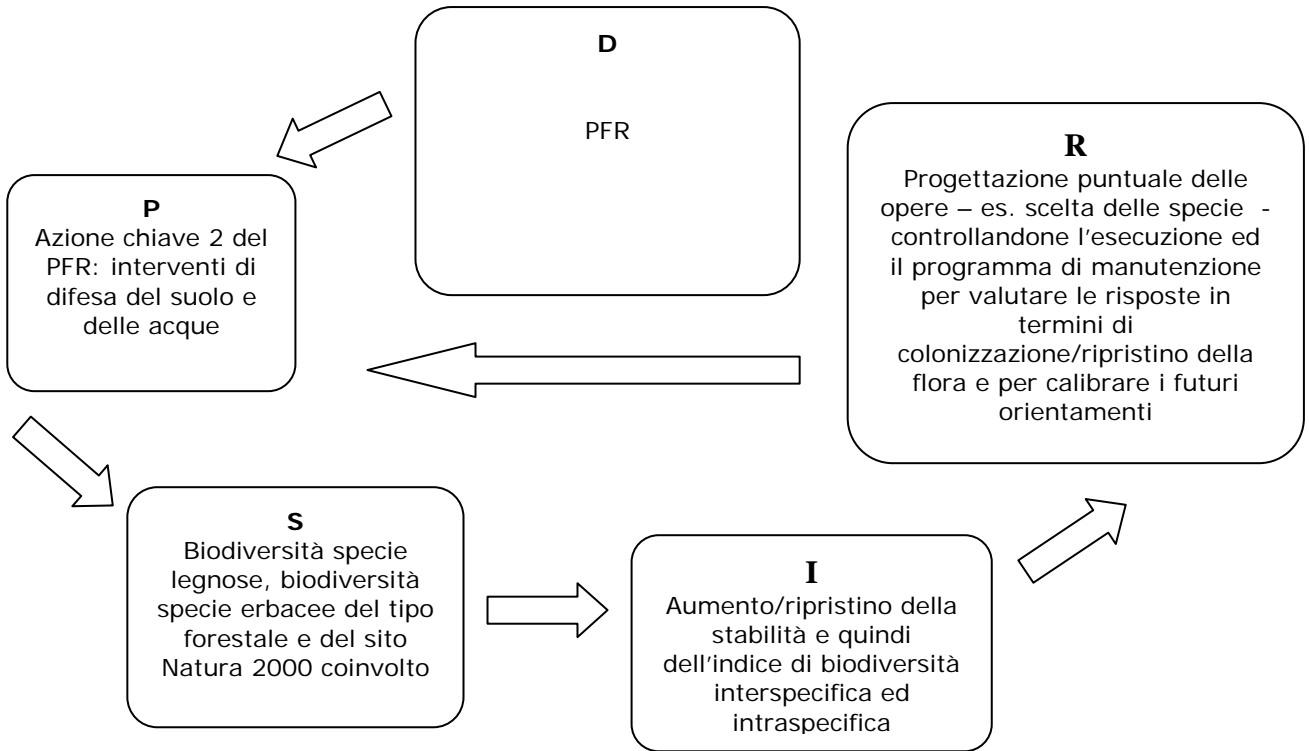 D
PFR
P
Azione chiave 2 del
PFR: interventi di
difesa del suolo e
delle acque
S
Biodiversità specie
legnose, biodiversità
specie erbacee del tipo
forestale e del sito
Natura 2000 coinvolto
I
Aumento/ripristino della
stabilità e quindi
dell'indice di biodiversità
interspecifica ed
intraspecifica
R
Progettazione puntuale delle
opere – es. scelta delle specie -
controllandone l'esecuzione ed
il programma di manutenzione
per valutare le risposte in
termini di
colonizzazione/ripristino della
flora e per calibrare i futuri
orientamenti